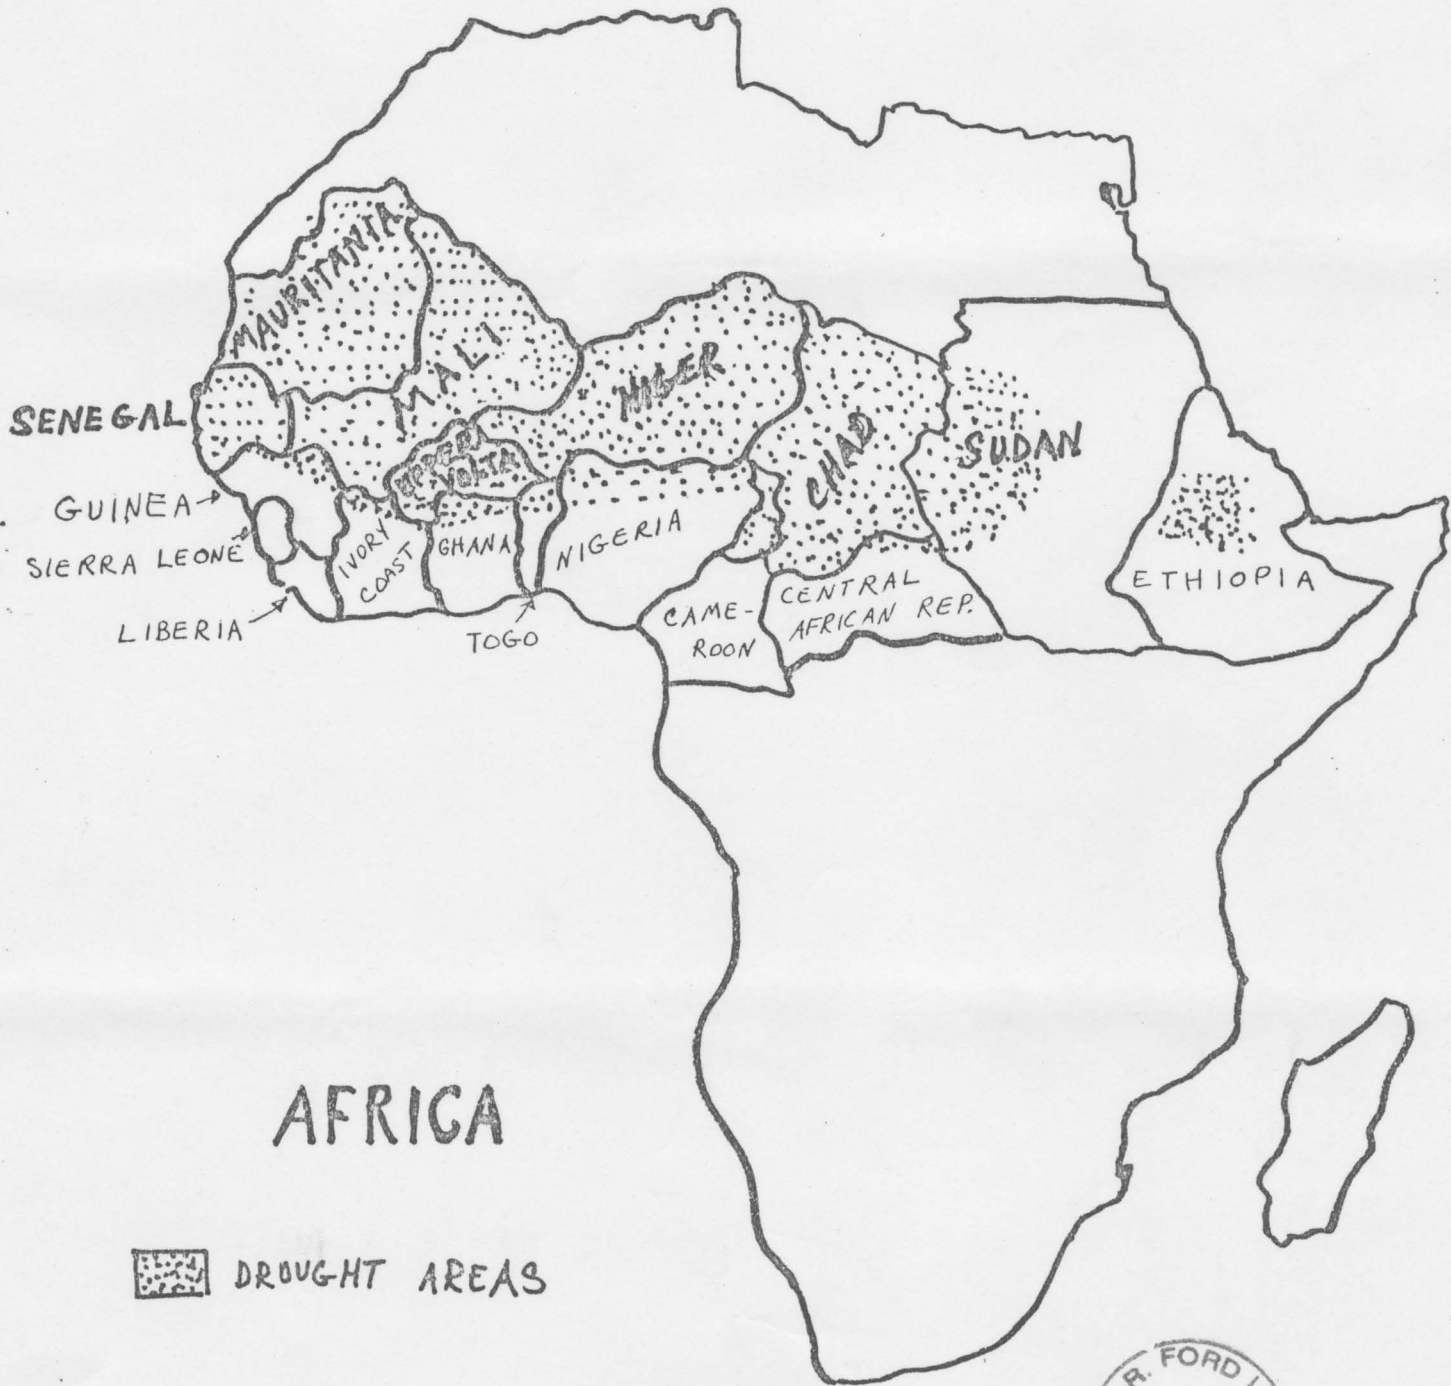 MAURITANIA
MALI
NIGER
CHAD
SUDAN
SENEGAL
UPPER
VOLTA
GUINEA
SIERRA LEONE
LIBERIA
IVORY
COAST
GHANA
TOGO
NIGERIA
CAME-
ROON
CENTRAL
AFRICAN REP.
ETHIOPIA
AFRICA
DROUGHT AREAS
R. FORD L